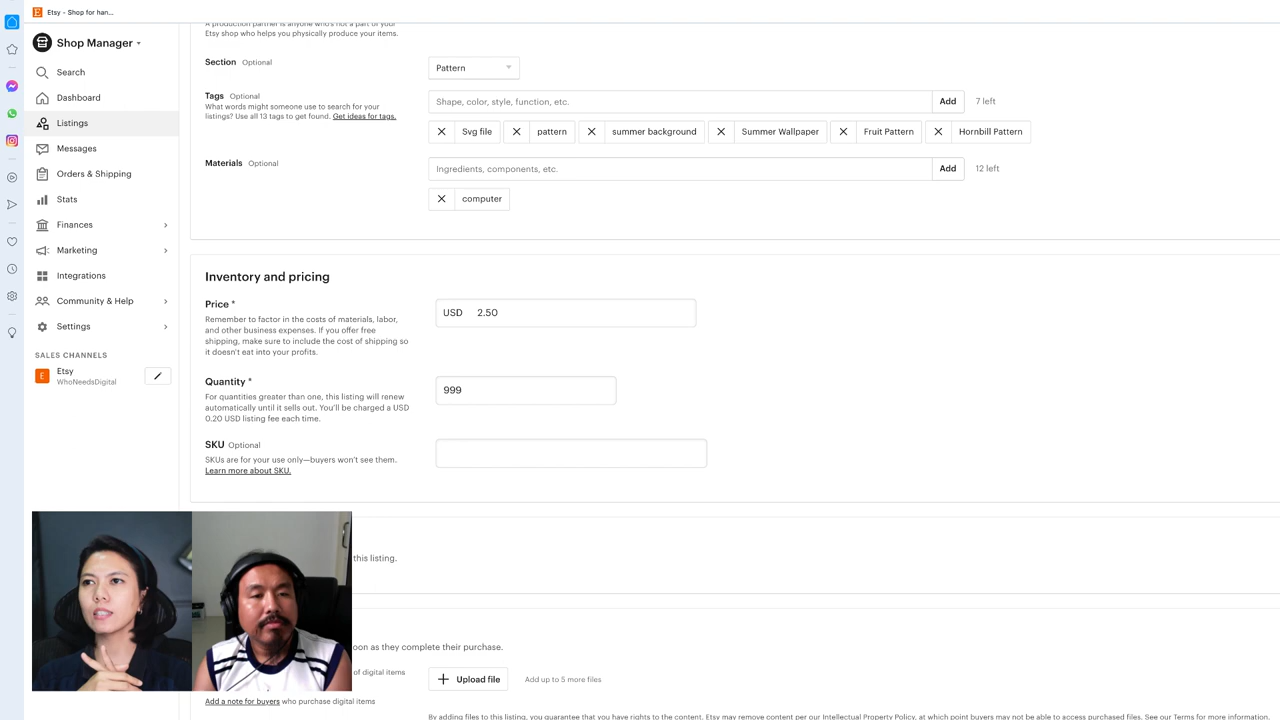 Etsy - Shop for han...
Shop Manager
Search
Dashboard
Listings
Messages
Orders & Shipping
Stats
Finances
Marketing
Integrations
Community & Help
Settings
SALES CHANNELS
E
Etsy
WhoNeedsDigital
A production partner is anyone who's not a part of your
Etsy shop who helps you physically produce your items.
Section Optional
Pattern
Tags Optional
What words might someone use to search for your
listings? Use all 13 tags to get found. Get ideas for tags.
Shape, color, style, function, etc.
Add
7 left
Svg file
pattern
summer background
Summer Wallpaper
Fruit Pattern
Hornbill Pattern
Materials Optional
Ingredients, components, etc.
Add
12 left
computer
Inventory and pricing
Price *
Remember to factor in the costs of materials, labor,
and other business expenses. If you offer free
shipping, make sure to include the cost of shipping so
it doesn't eat into your profits.
USD 2.50
Quantity *
For quantities greater than one, this listing will renew
automatically until it sells out. You'll be charged a USD
0.20 USD listing fee each time.
999
SKU Optional
SKUs are for your use only—buyers won't see them.
Learn more about SKU.
this listing.
oon as they complete their purchase.
of digital items
Upload file
Add up to 5 more files
Add a note for buyers who purchase digital items
By adding files to this listing, you guarantee that you have rights to the content. Etsy may remove content per our Intellectual Property Policy, at which point buyers may not be able to access purchased files. See our Terms for more information.